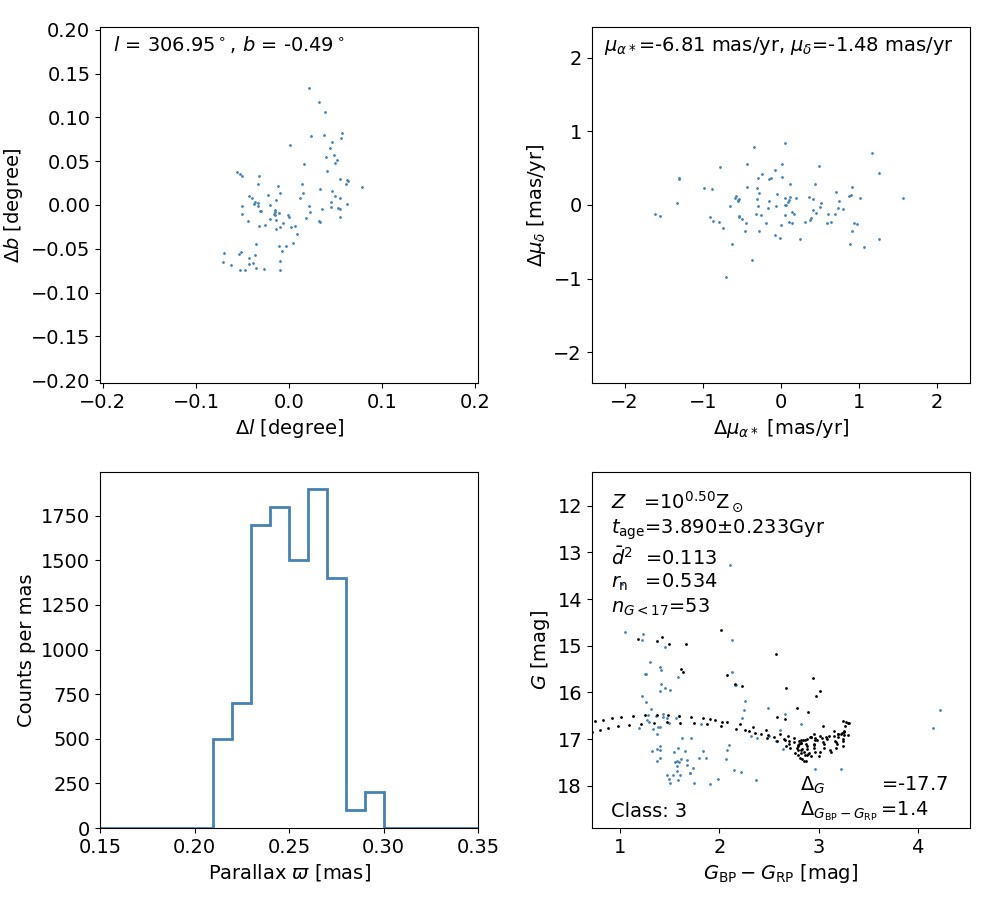 l = 306.95°, b = -0.49°
0.20
0.15
0.10
0.05
0.00
−0.05
−0.10
−0.15
−0.20
−0.2 −0.1 0.0 0.1 0.2
Δb [degree]
Δl [degree]
μα*=-6.81 mas/yr, μδ=-1.48 mas/yr
2
1
0
−1
−2
−2 −1 0 1 2
Δμδ [mas/yr]
Δμα* [mas/yr]
1750
1500
1250
1000
750
500
250
0
0.15 0.20 0.25 0.30 0.35
Counts per mas
Parallax ϖ [mas]
Z =10^0.50 Z⊙
t_age=3.890±0.233Gyr
d̄² =0.113
r_n =0.534
n_G<17=53
12
13
14
15
16
17
18
Δ_G =-17.7
Δ_GBP−GRP =1.4
Class: 3
1 2 3 4
G [mag]
G_BP − G_RP [mag]